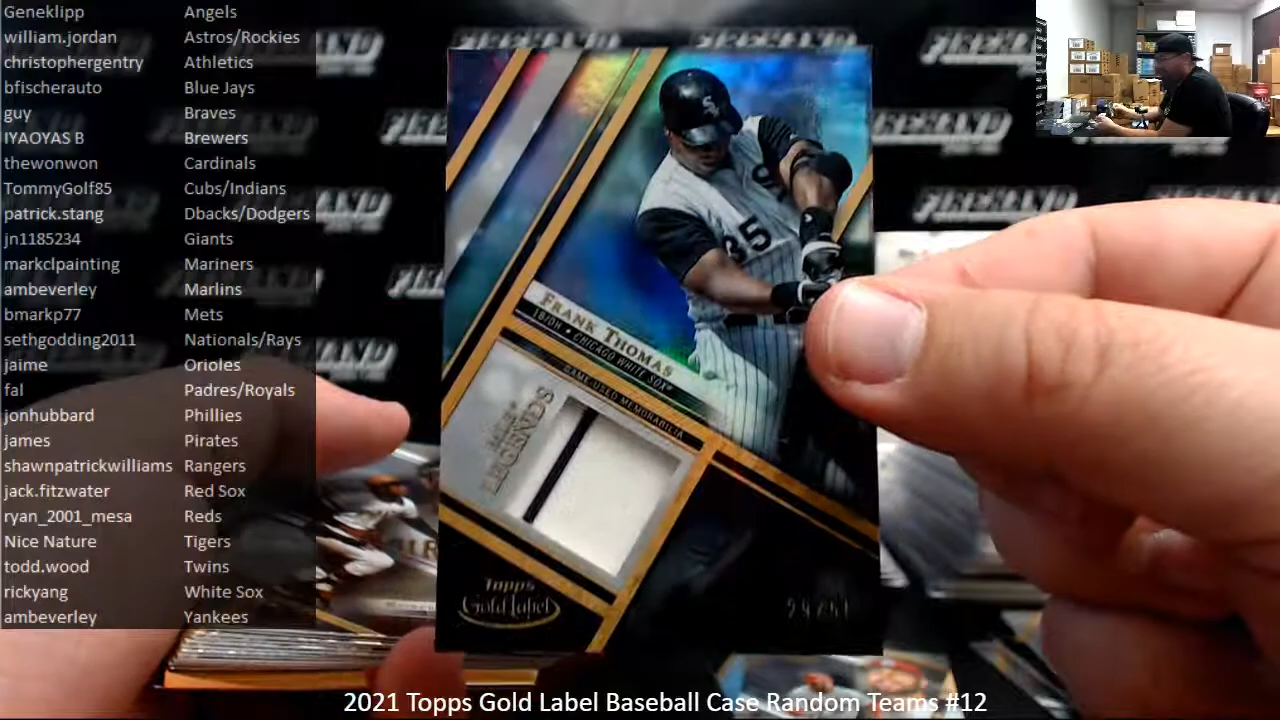 Geneklipp Angels
william.jordan Astros/Rockies
christophergentry Athletics
bfischerauto Blue Jays
guy Braves
IYAOYAS B Brewers
thewonwon Cardinals
TommyGolf85 Cubs/Indians
patrick.stang Dbacks/Dodgers
jn1185234 Giants
markclpainting Mariners
ambeverley Marlins
bmarkp77 Mets
sethgodding2011 Nationals/Rays
jaime Orioles
fal Padres/Royals
jonhubbard Phillies
james Pirates
shawnpatrickwilliams Rangers
jack.fitzwater Red Sox
ryan_2001_mesa Reds
Nice Nature Tigers
todd.wood Twins
rickyang White Sox
ambeverley Yankees
FIREHAND
35
FRANK THOMAS
1B/DH • CHICAGO WHITE SOX
GAME-USED MEMORABILIA
LEGENDS
Topps
Gold Label
2021 Topps Gold Label Baseball Case Random Teams #12